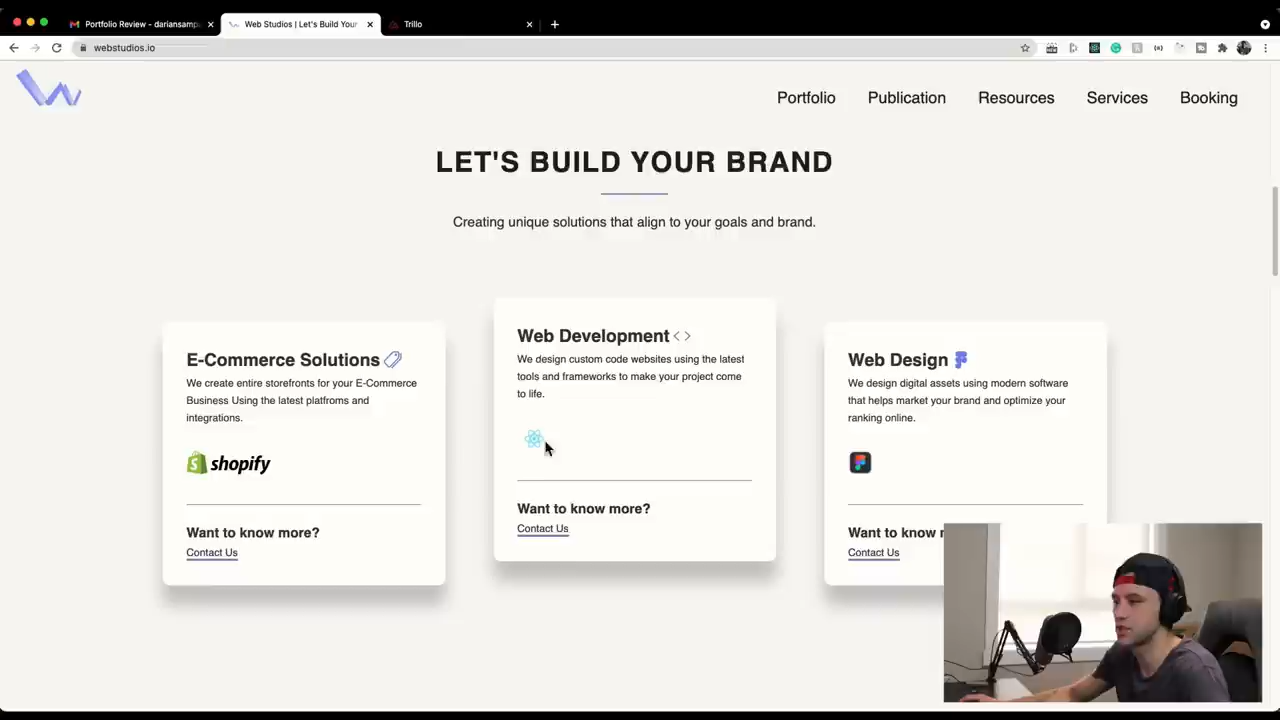 Portfolio Review - dariansamp
Web Studios | Let's Build Your
Trillo
webstudios.io
Portfolio
Publication
Resources
Services
Booking
LET'S BUILD YOUR BRAND
Creating unique solutions that align to your goals and brand.
E-Commerce Solutions
We create entire storefronts for your E-Commerce
Business Using the latest platfroms and
integrations.
shopify
Want to know more?
Contact Us
Web Development
We design custom code websites using the latest
tools and frameworks to make your project come
to life.
Want to know more?
Contact Us
Web Design
We design digital assets using modern software
that helps market your brand and optimize your
ranking online.
Want to know
Contact Us